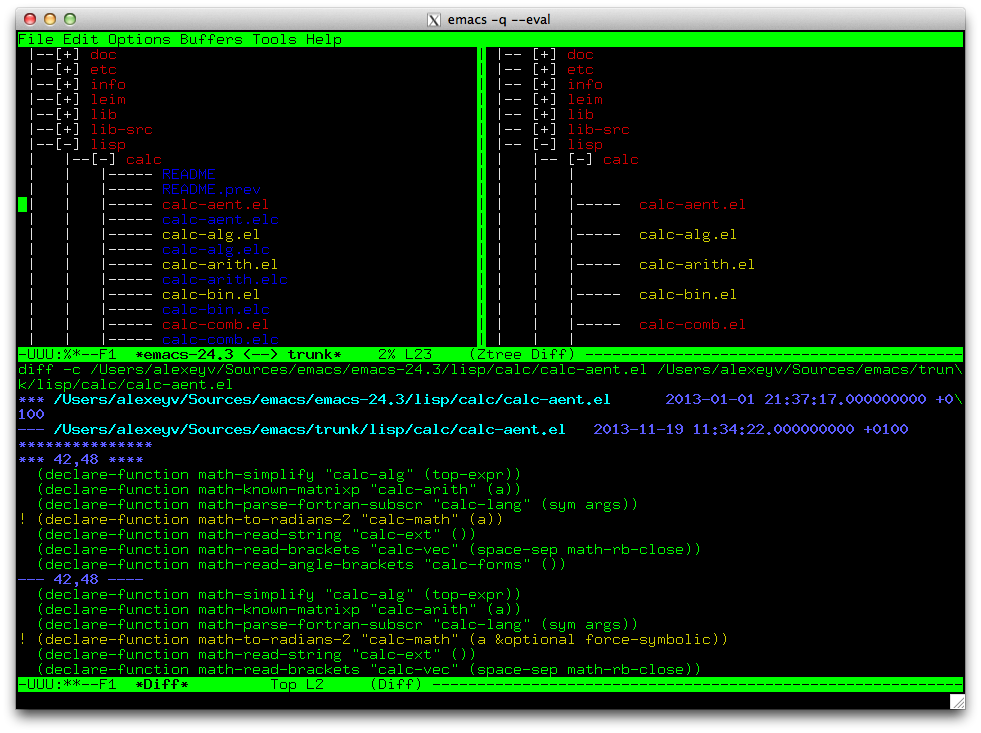 emacs -q --eval
File Edit Options Buffers Tools Help
|--[+] doc | |-- [+] doc
|--[+] etc | |-- [+] etc
|--[+] info | |-- [+] info
|--[+] leim | |-- [+] leim
|--[+] lib | |-- [+] lib
|--[+] lib-src | |-- [+] lib-src
|--[-] lisp | |-- [-] lisp
| |--[-] calc | | |-- [-] calc
| | |----- README | | | |
| | |----- README.prev | | | |
| | |----- calc-aent.el | | | |----- calc-aent.el
| | |----- calc-aent.elc | | | |
| | |----- calc-alg.el | | | |----- calc-alg.el
| | |----- calc-alg.elc | | | |
| | |----- calc-arith.el | | | |----- calc-arith.el
| | |----- calc-arith.elc | | | |
| | |----- calc-bin.el | | | |----- calc-bin.el
| | |----- calc-bin.elc | | | |
| | |----- calc-comb.el | | | |----- calc-comb.el
| | |----- calc-comb.elc | | | |
-UUU:%*--F1 *emacs-24.3 <--> trunk* 2% L23 (Ztree Diff) ------------------------------------------
diff -c /Users/alexeyv/Sources/emacs/emacs-24.3/lisp/calc/calc-aent.el /Users/alexeyv/Sources/emacs/trun\
k/lisp/calc/calc-aent.el
*** /Users/alexeyv/Sources/emacs/emacs-24.3/lisp/calc/calc-aent.el 2013-01-01 21:37:17.000000000 +0\
100
--- /Users/alexeyv/Sources/emacs/trunk/lisp/calc/calc-aent.el 2013-11-19 11:34:22.000000000 +0100
***************
*** 42,48 ****
(declare-function math-simplify "calc-alg" (top-expr))
(declare-function math-known-matrixp "calc-arith" (a))
(declare-function math-parse-fortran-subscr "calc-lang" (sym args))
! (declare-function math-to-radians-2 "calc-math" (a))
(declare-function math-read-string "calc-ext" ())
(declare-function math-read-brackets "calc-vec" (space-sep math-rb-close))
(declare-function math-read-angle-brackets "calc-forms" ())
--- 42,48 ----
(declare-function math-simplify "calc-alg" (top-expr))
(declare-function math-known-matrixp "calc-arith" (a))
(declare-function math-parse-fortran-subscr "calc-lang" (sym args))
! (declare-function math-to-radians-2 "calc-math" (a &optional force-symbolic))
(declare-function math-read-string "calc-ext" ())
(declare-function math-read-brackets "calc-vec" (space-sep math-rb-close))
-UUU:**--F1 *Diff* Top L2 (Diff) -----------------------------------------------------------